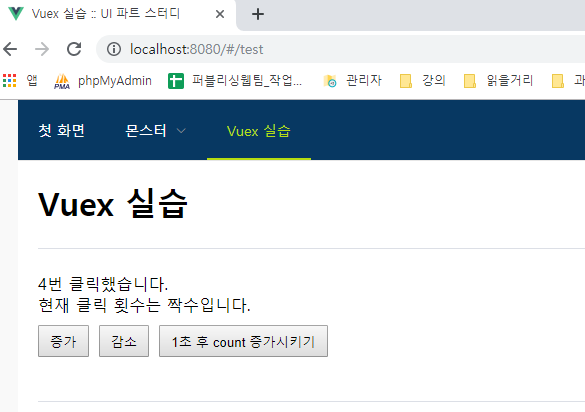 Vuex 실습 :: UI 파트 스터디
localhost:8080/#/test
앱 PMA phpMyAdmin 퍼블리싱웹팀_작업... 관리자 강의 읽을거리
첫 화면 몬스터 Vuex 실습
Vuex 실습
4번 클릭했습니다.
현재 클릭 횟수는 짝수입니다.
증가 감소 1초 후 count 증가시키기